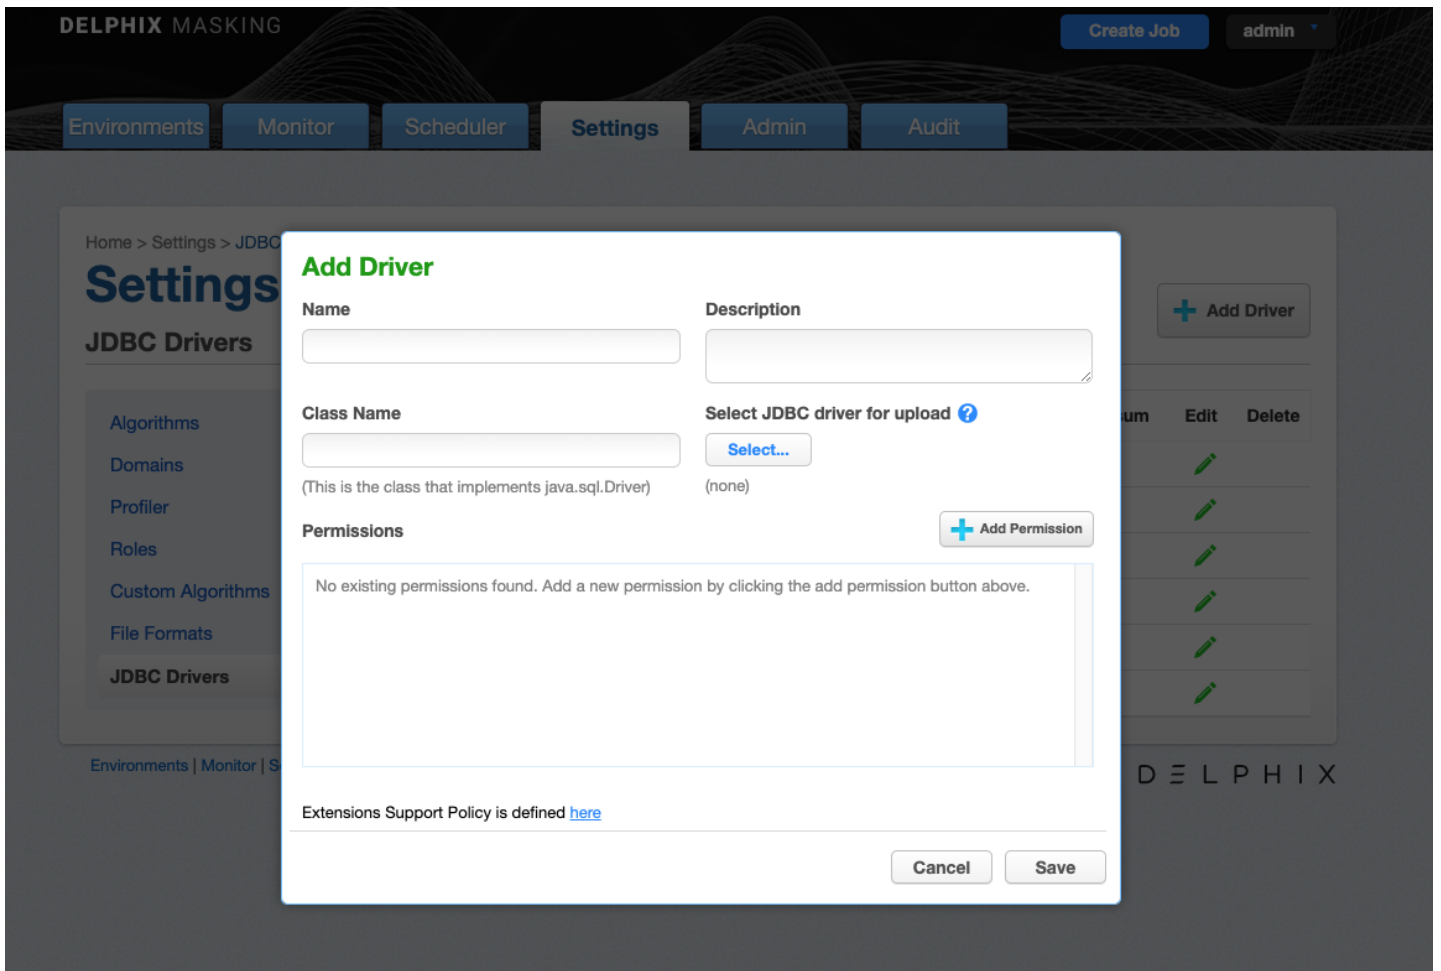 DELPHIX MASKING
Create Job
admin
Environments
Monitor
Scheduler
Settings
Admin
Audit
Home > Settings > JDBC
Settings
JDBC Drivers
Add Driver
Algorithms
Domains
Profiler
Roles
Custom Algorithms
File Formats
JDBC Drivers
um
Edit
Delete
Add Driver
Name
Description
Class Name
Select JDBC driver for upload ?
Select...
(This is the class that implements java.sql.Driver)
(none)
Permissions
Add Permission
No existing permissions found. Add a new permission by clicking the add permission button above.
Extensions Support Policy is defined here
Cancel
Save
Environments | Monitor | S
DELPHIX